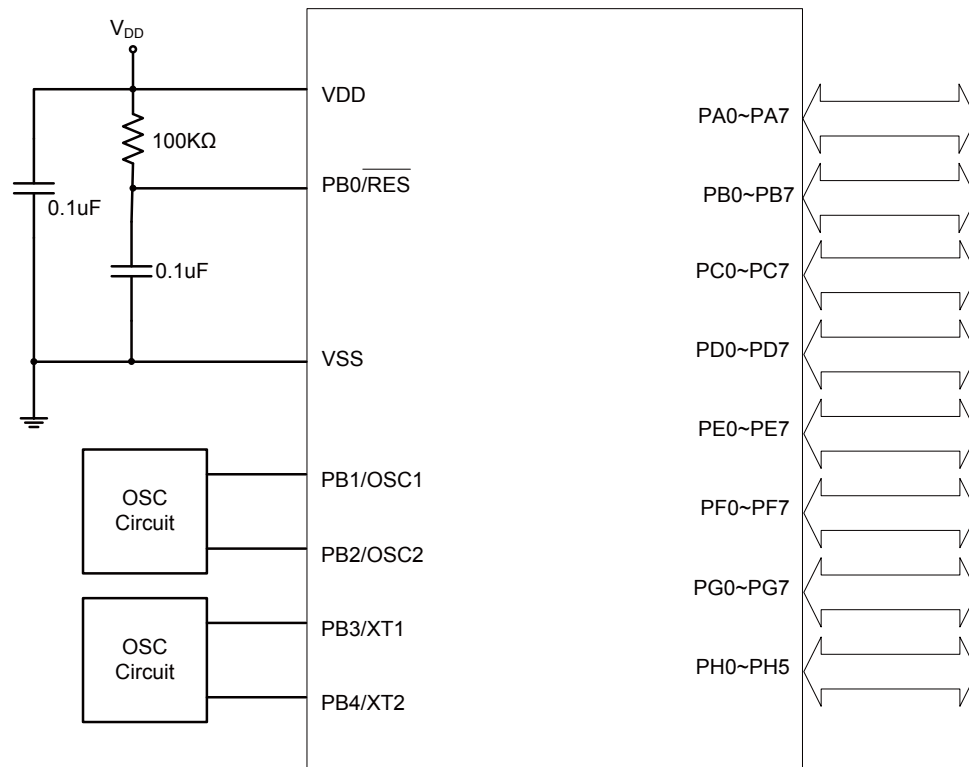 VDD
VDD
100KΩ
PB0/RES
0.1uF
0.1uF
VSS
OSC
Circuit
PB1/OSC1
PB2/OSC2
OSC
Circuit
PB3/XT1
PB4/XT2
PA0~PA7
PB0~PB7
PC0~PC7
PD0~PD7
PE0~PE7
PF0~PF7
PG0~PG7
PH0~PH5